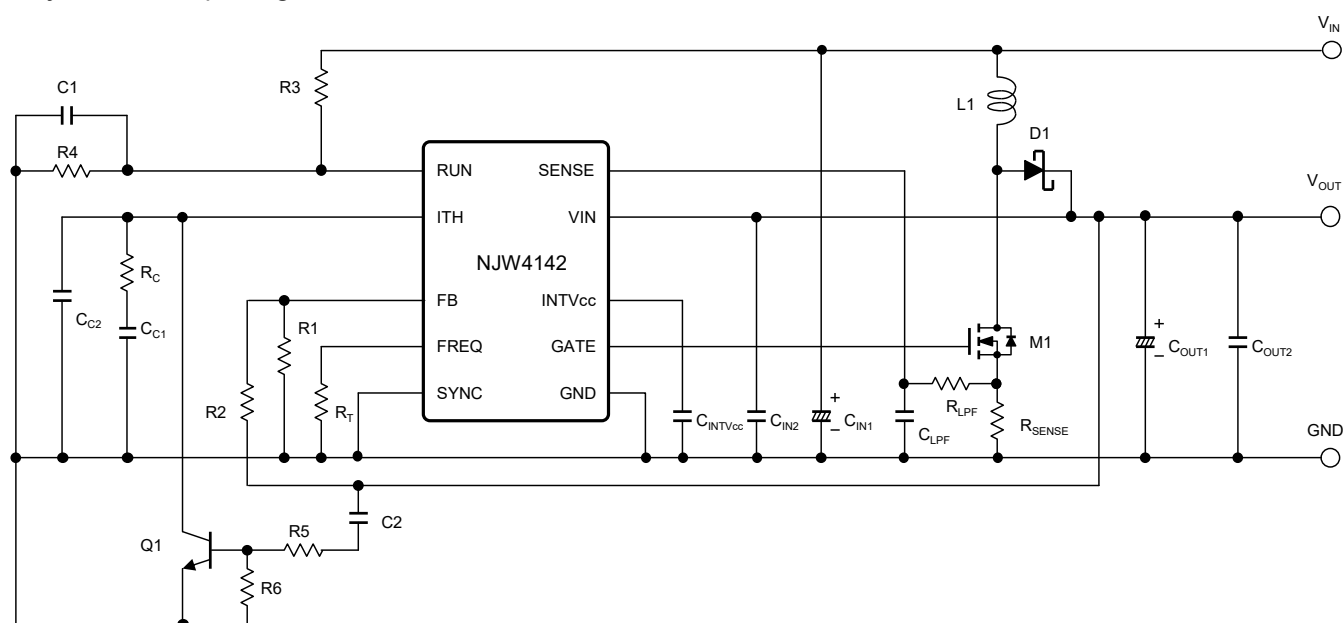 V_IN
R3
C1
L1
D1
R4
RUN
SENSE
V_OUT
ITH
VIN
NJW4142
R_C
C_C2
C_C1
FB
INTVcc
R1
FREQ
GATE
M1
+
–
C_OUT1
C_OUT2
SYNC
GND
R2
R_T
C_INTVcc
C_IN2
+
–
C_IN1
R_LPF
C_LPF
R_SENSE
GND
C2
R5
Q1
R6